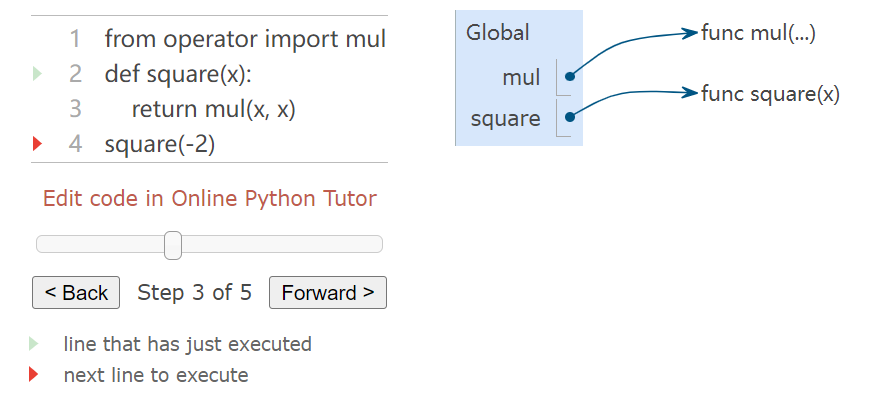 1 from operator import mul
2 def square(x):
3 return mul(x, x)
4 square(-2)
Edit code in Online Python Tutor
< Back Step 3 of 5 Forward >
line that has just executed
next line to execute
Global
mul
square
func mul(...)
func square(x)